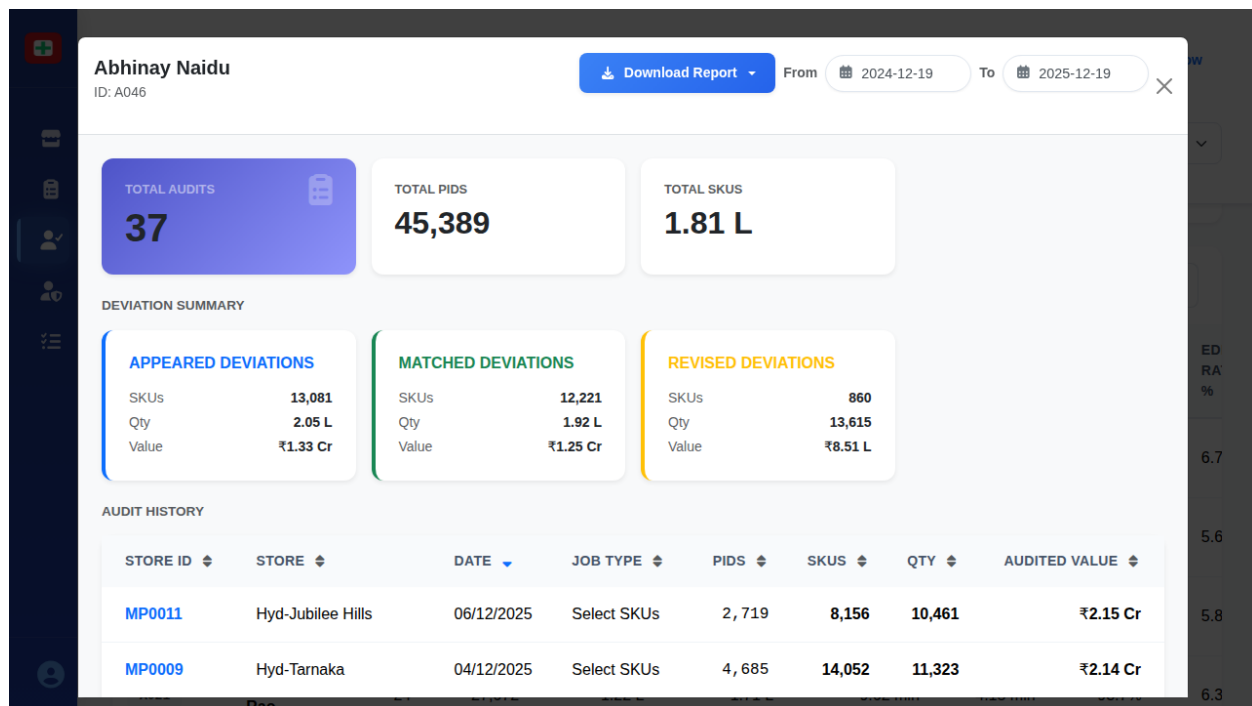 Abhinay Naidu
ID: A046
Download Report
From 2024-12-19 To 2025-12-19
TOTAL AUDITS
37
TOTAL PIDS
45,389
TOTAL SKUS
1.81 L
DEVIATION SUMMARY
APPEARED DEVIATIONS
SKUs 13,081
Qty 2.05 L
Value ₹1.33 Cr
MATCHED DEVIATIONS
SKUs 12,221
Qty 1.92 L
Value ₹1.25 Cr
REVISED DEVIATIONS
SKUs 860
Qty 13,615
Value ₹8.51 L
AUDIT HISTORY
STORE ID STORE DATE JOB TYPE PIDS SKUS QTY AUDITED VALUE
MP0011 Hyd-Jubilee Hills 06/12/2025 Select SKUs 2,719 8,156 10,461 ₹2.15 Cr
MP0009 Hyd-Tarnaka 04/12/2025 Select SKUs 4,685 14,052 11,323 ₹2.14 Cr
ED
%
6.7
5.6
5.8
6.3